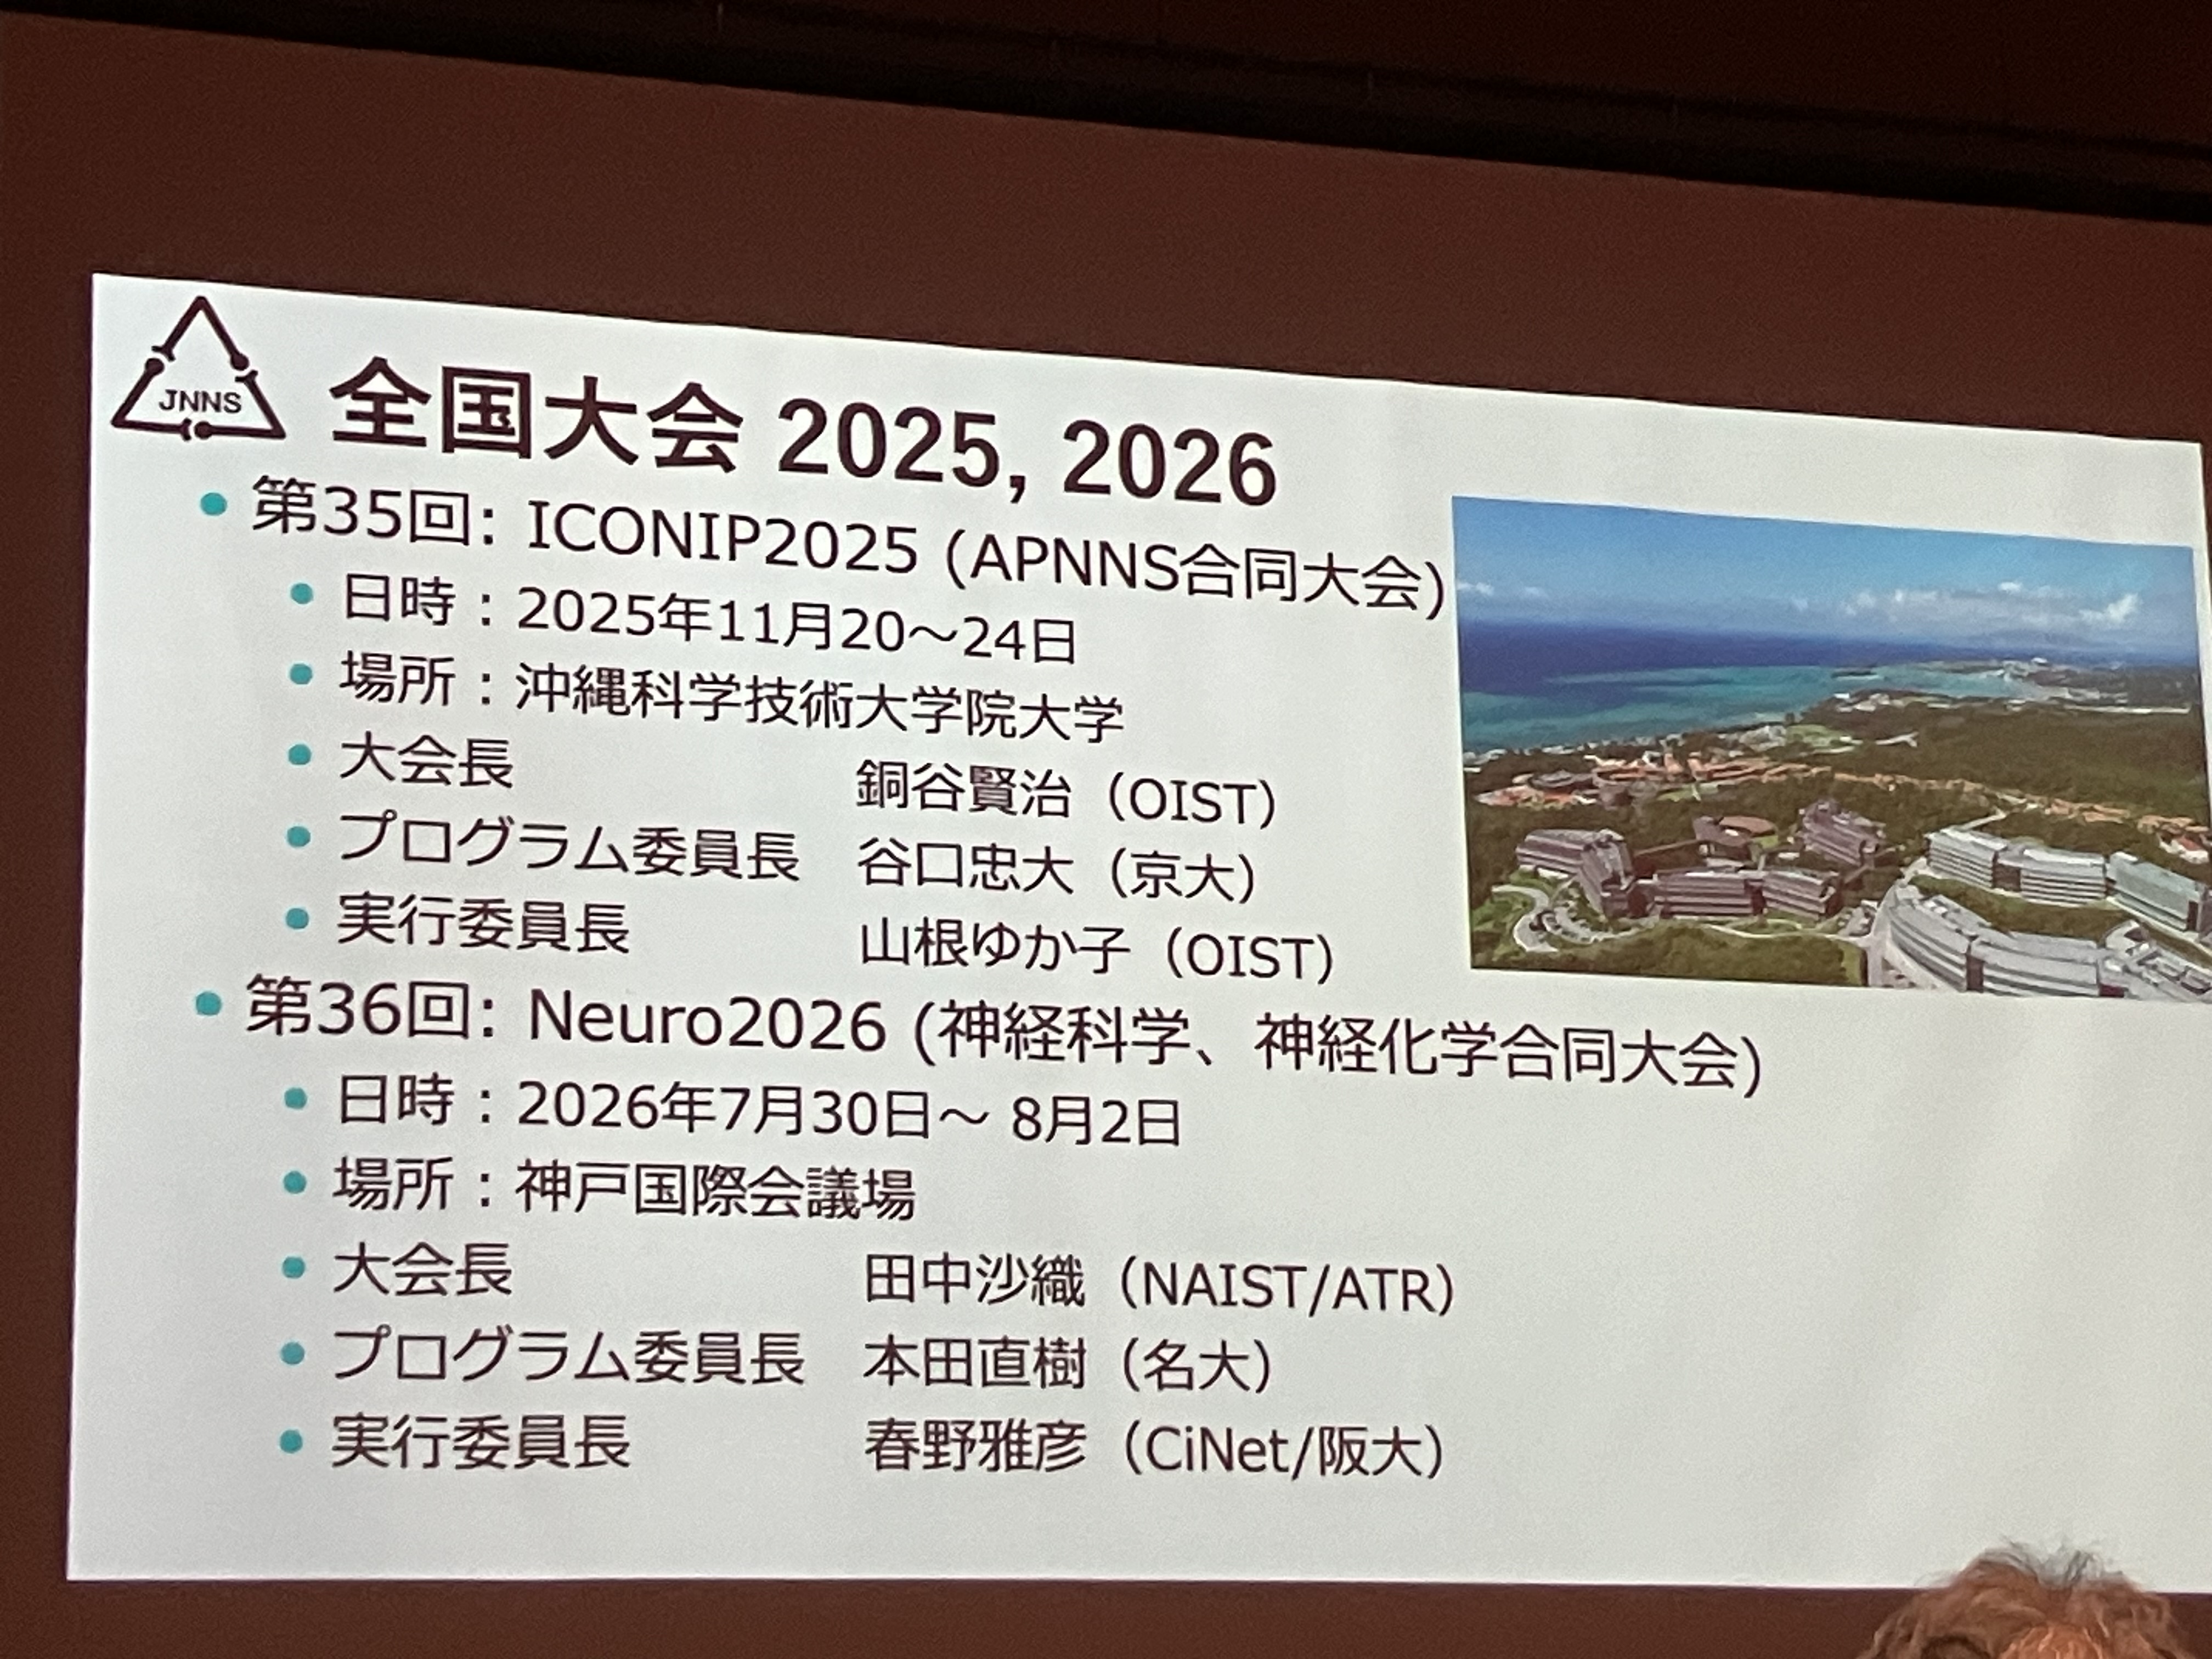 JNNS
全国大会 2025, 2026
• 第35回: ICONIP2025 (APNNS合同大会)
• 日時：2025年11月20～24日
• 場所：沖縄科学技術大学院大学
• 大会長 銅谷賢治（OIST）
• プログラム委員長 谷口忠大（京大）
• 実行委員長 山根ゆか子（OIST）
• 第36回: Neuro2026 (神経科学、神経化学合同大会)
• 日時：2026年7月30日～ 8月2日
• 場所：神戸国際会議場
• 大会長 田中沙織（NAIST/ATR）
• プログラム委員長 本田直樹（名大）
• 実行委員長 春野雅彦（CiNet/阪大）